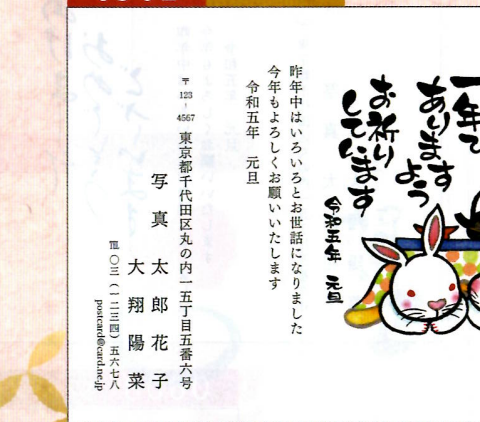 一年で
あります
よう
お祈り
しています
令和五年 元旦
昨年中はいろいろとお世話になりました
今年もよろしくお願いいたします
令和五年 元旦
〒123-4567 東京都千代田区丸の内一五丁目五番六号
写真 太郎 花子
大翔 陽菜
℡〇三(一二三四)五六七八
postcard@card.ne.jp